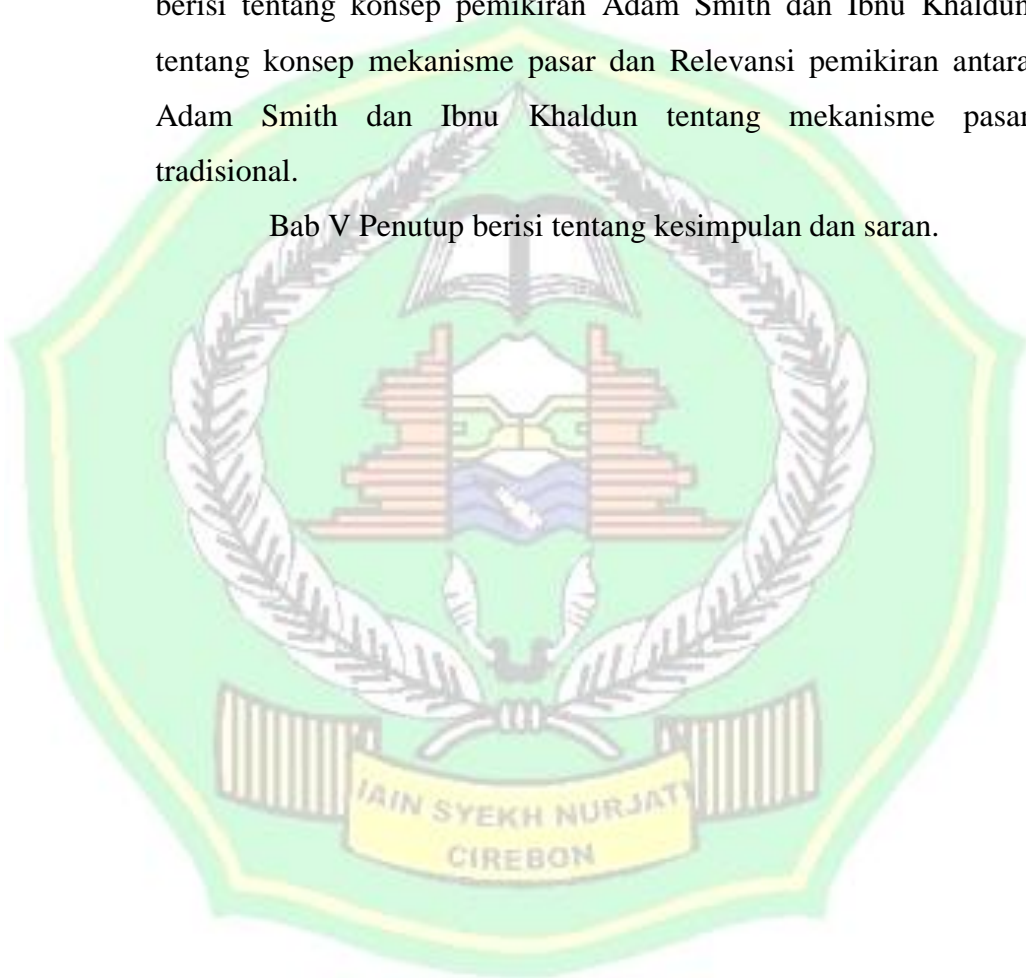 berisi tentang konsep pemikiran Adam Smith dan Ibnu Khaldun
tentang konsep mekanisme pasar dan Relevansi pemikiran antara
Adam Smith dan Ibnu Khaldun tentang mekanisme pasar
tradisional.
Bab V Penutup berisi tentang kesimpulan dan saran.
IAIN SYEKH NURJATI
CIREBON